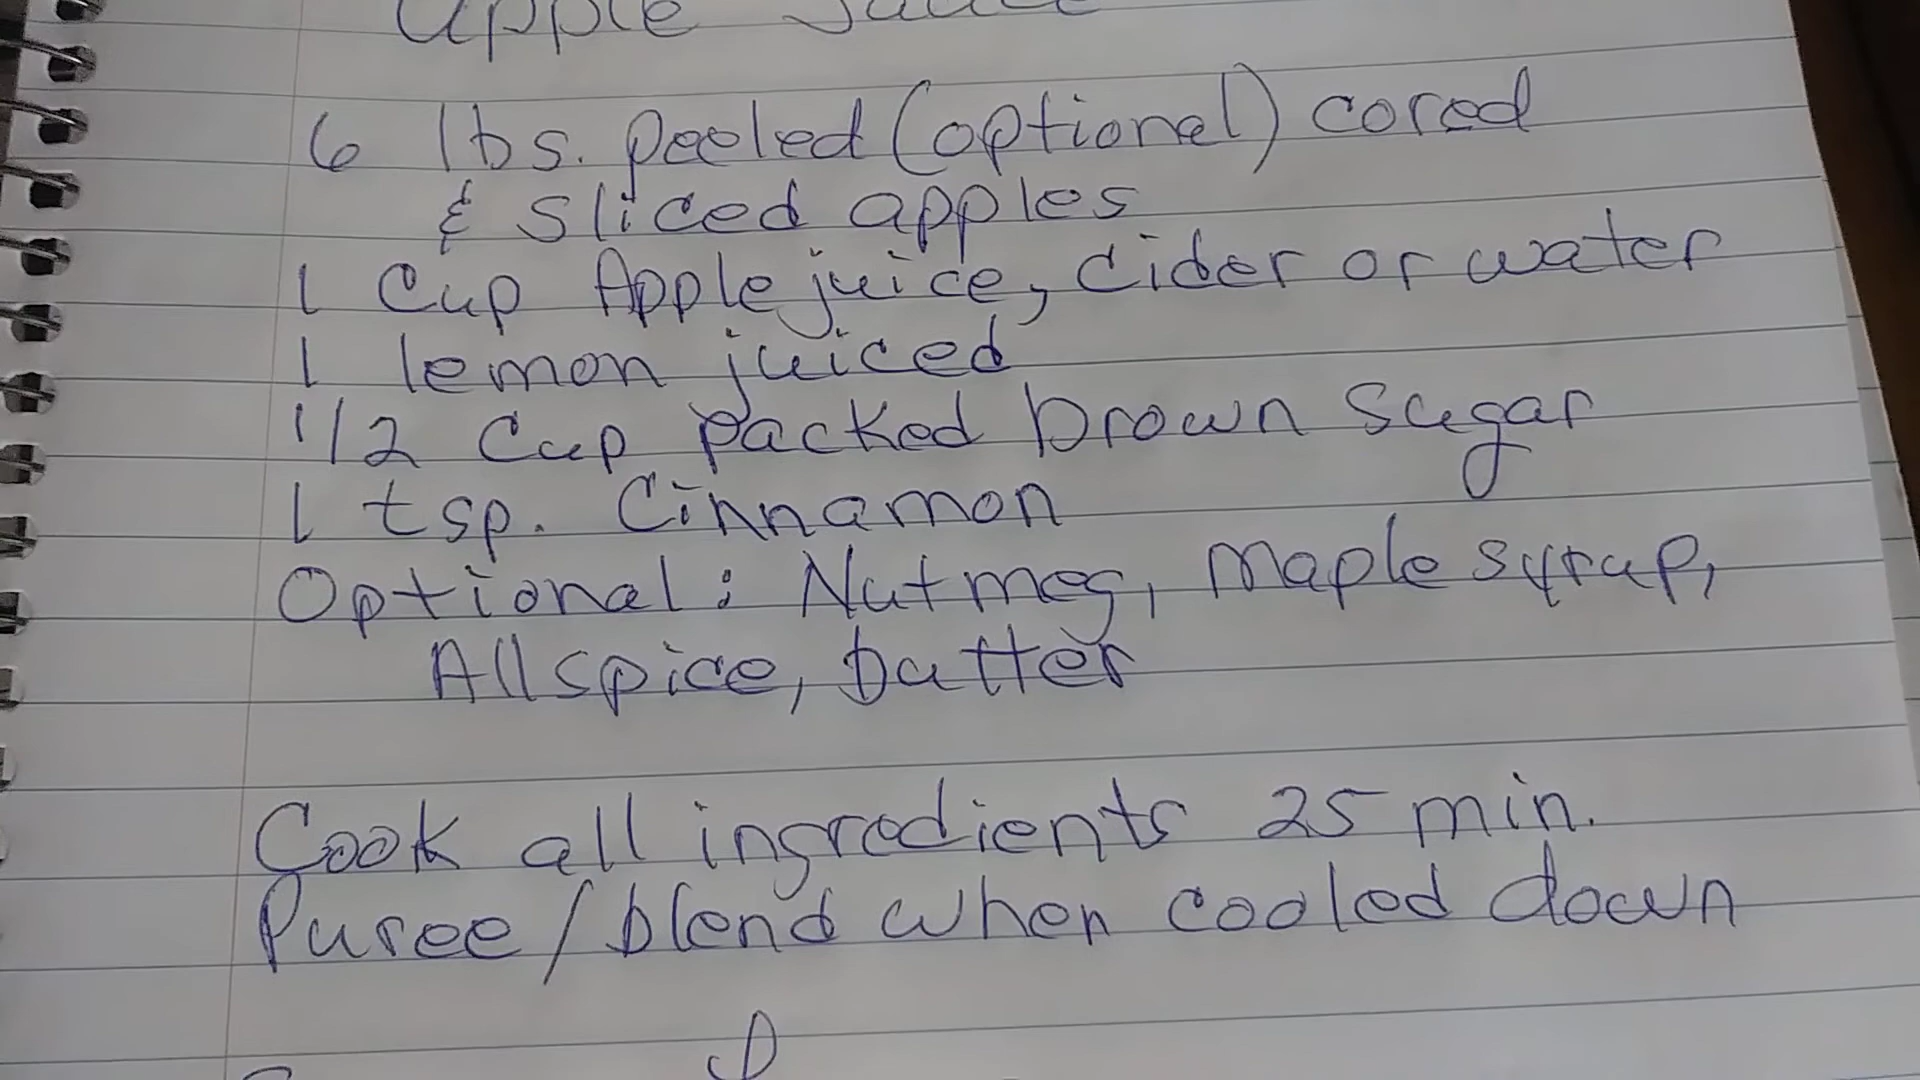 Apple Sauce
6 lbs. peeled (optional) cored
& sliced apples
1 Cup Apple juice, Cider or water
1 lemon juiced
1/2 Cup packed brown sugar
1 tsp. Cinnamon
Optional: Nutmeg, Maple syrup,
Allspice, butter
Cook all ingredients 25 min.
Puree/blend when cooled down